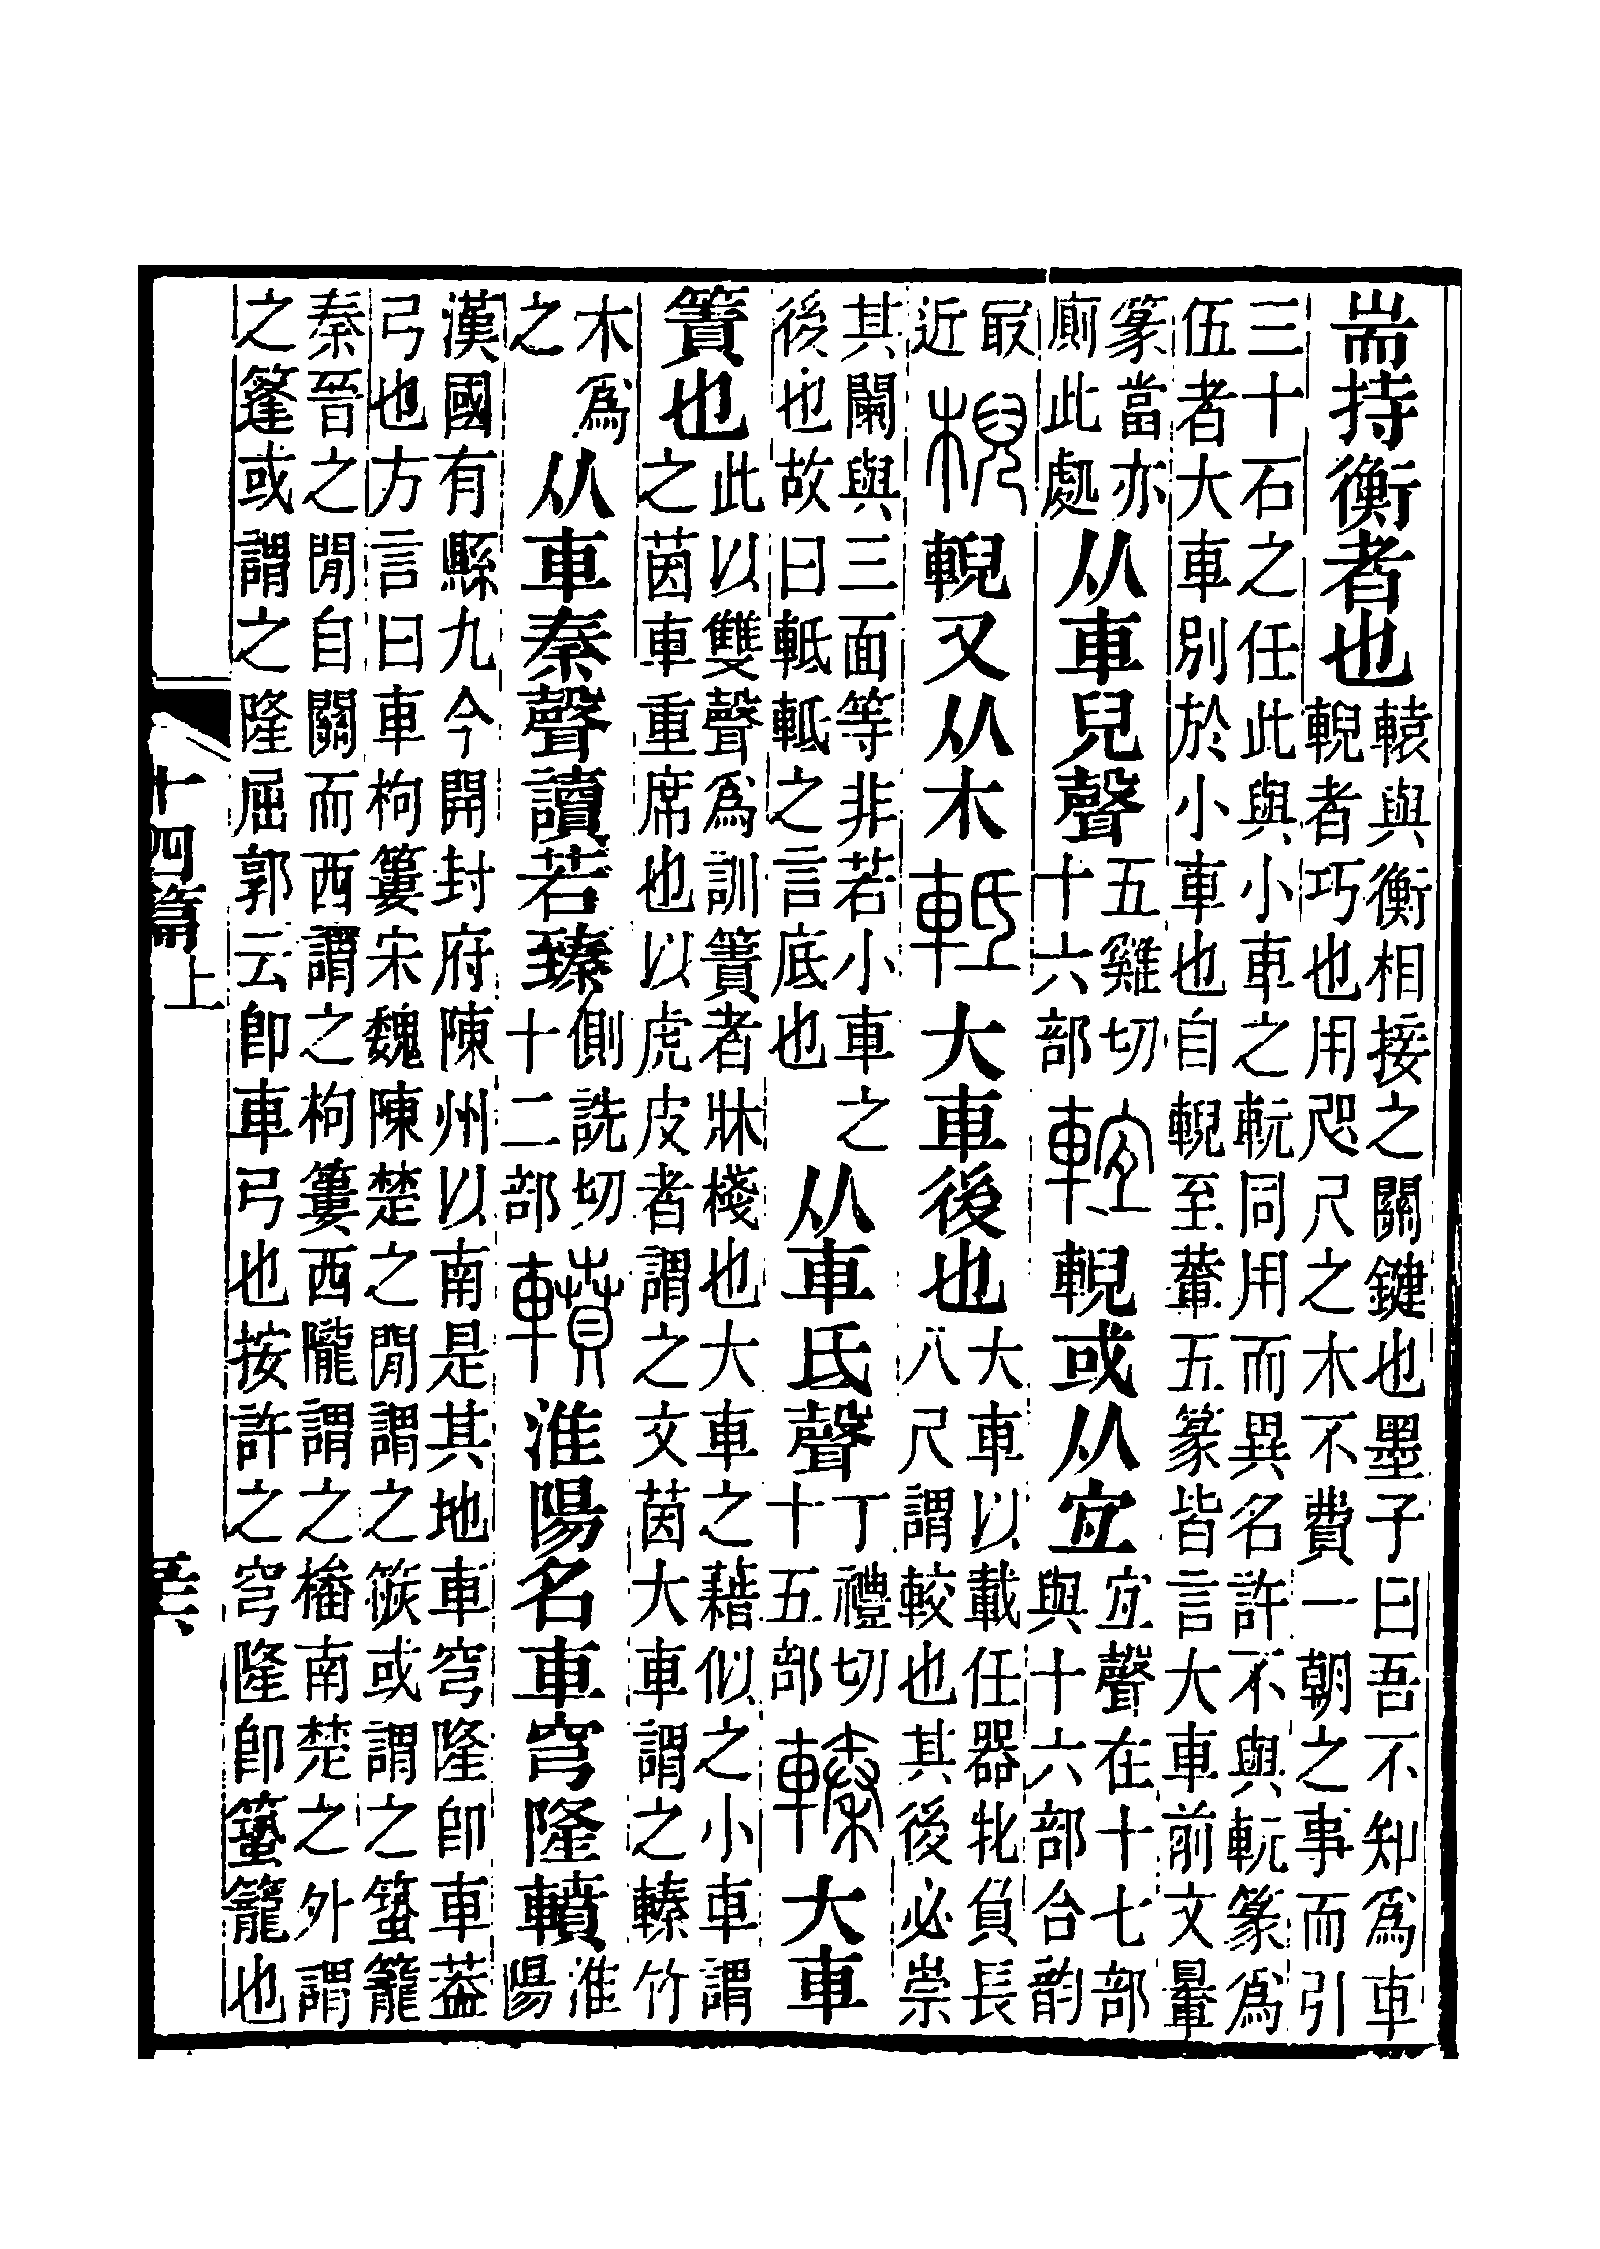 耑持衡者也轅與衡相接之關鍵也墨子曰吾不知爲車輗者巧也用咫尺之木不費一朝之事而引
三十石之任此與小車之軏同用而異名許不與軏篆爲伍者大車別於小車也自輗至䡞五篆皆言大車前文暈
篆當亦廁此處从車兒聲五雞切十六部䡔輗或从宐宐聲在十七部與十六部合韵
最近棿輗又从木軧大車後也大車以載任器牝負長八尺謂較也其後必崇
其闌與三面等非若小車之後也故曰軧軧之言底也从車氐聲丁禮切十五部轃大車
簀也此以雙聲爲訓簀者牀棧也大車之藉似之小車謂之茵車重席也以虎皮者謂之文茵大車謂之轃竹
木爲之从車秦聲讀若臻側詵切十二部轒淮陽名車穹隆轒淮陽
漢國有縣九今開封府陳州以南是其地車穹隆卽車葢弓也方言曰車枸簍宋魏陳楚之閒謂之筱或謂之𥱼籠
秦晉之閒自關而西謂之枸簍西隴謂之㮥南楚之外謂之篷或謂之隆屈郭云卽車弓也按許之穹隆卽𥱼籠也
十四篇上